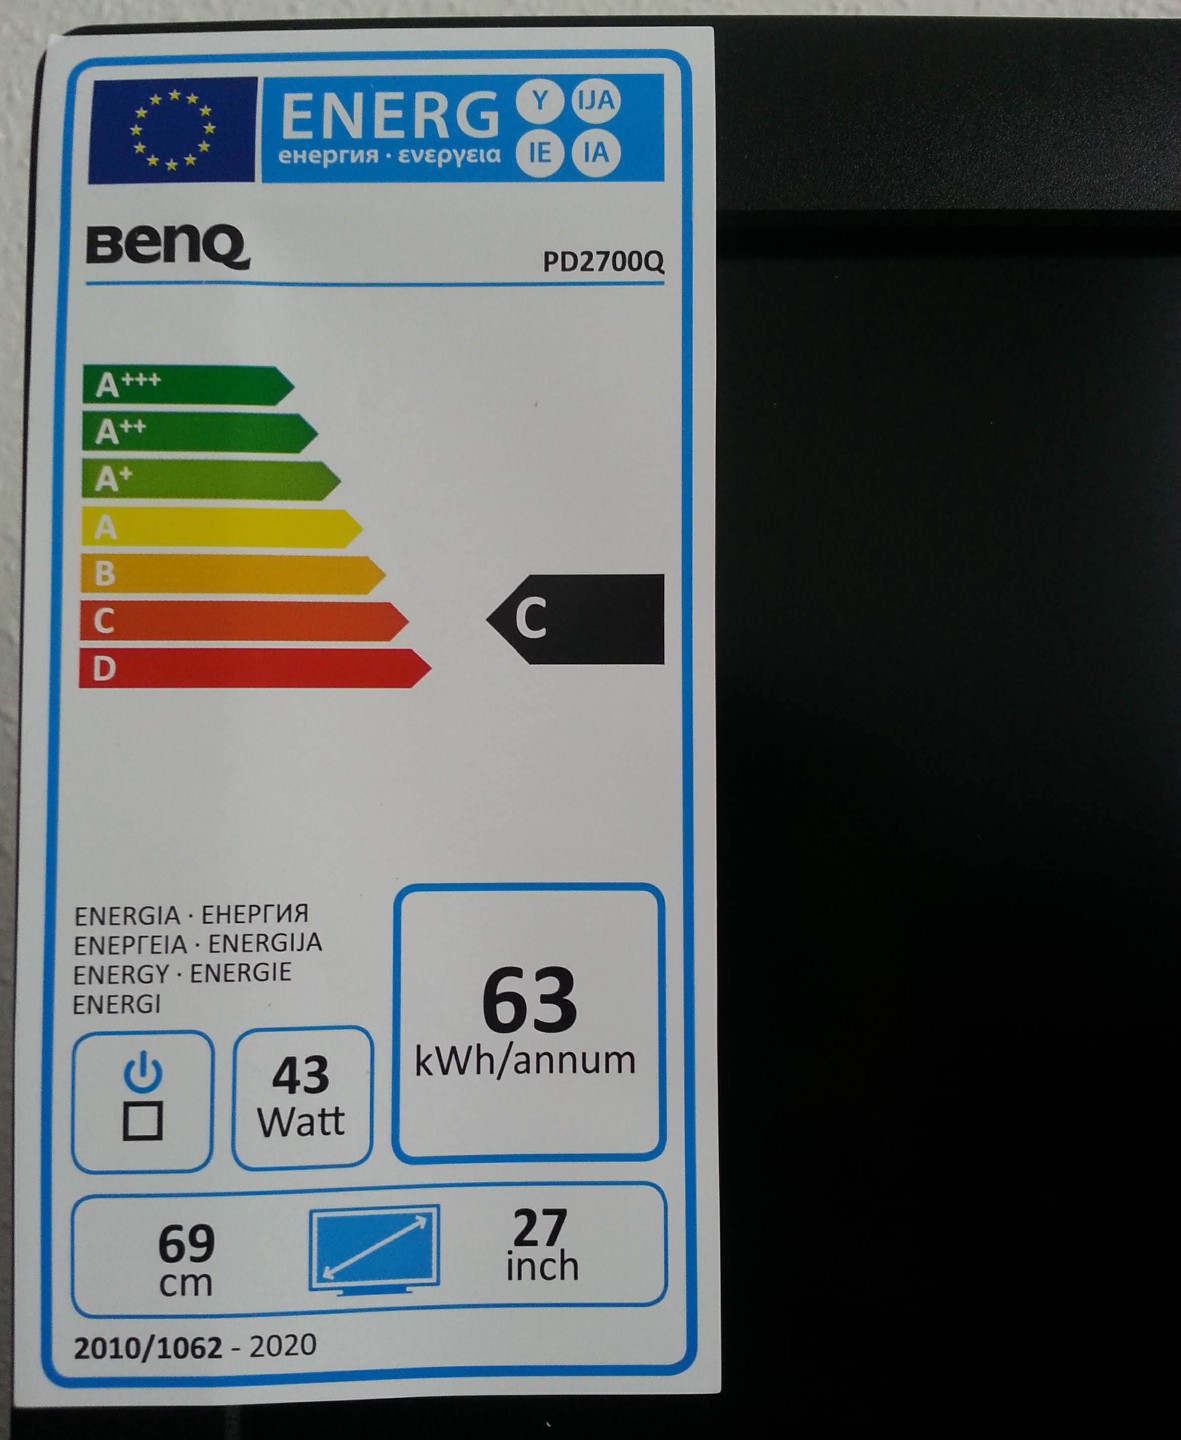 ENERG
енергия · ενεργεια
Y IJA
IE IA
BenQ
PD2700Q
A+++
A++
A+
A
B
C
D
C
ENERGIA · ЕНЕРГИЯ
ΕΝΕΡΓΕΙΑ · ENERGIJA
ENERGY · ENERGIE
ENERGI
43
Watt
63
kWh/annum
69
cm
27
inch
2010/1062 - 2020